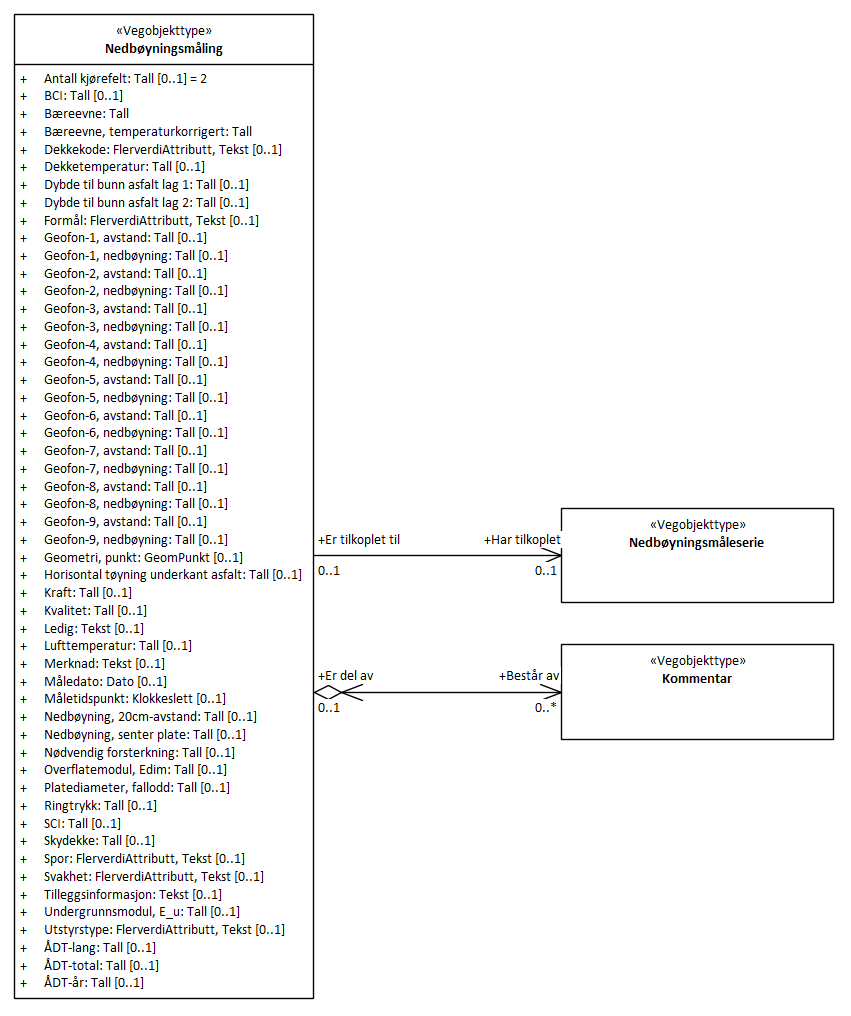 «Vegobjekttype»
Nedbøyningsmåling
+ Antall kjørefelt: Tall [0..1] = 2
+ BCI: Tall [0..1]
+ Bæreevne: Tall
+ Bæreevne, temperaturkorrigert: Tall
+ Dekkekode: FlerverdiAttributt, Tekst [0..1]
+ Dekketemperatur: Tall [0..1]
+ Dybde til bunn asfalt lag 1: Tall [0..1]
+ Dybde til bunn asfalt lag 2: Tall [0..1]
+ Formål: FlerverdiAttributt, Tekst [0..1]
+ Geofon-1, avstand: Tall [0..1]
+ Geofon-1, nedbøyning: Tall [0..1]
+ Geofon-2, avstand: Tall [0..1]
+ Geofon-2, nedbøyning: Tall [0..1]
+ Geofon-3, avstand: Tall [0..1]
+ Geofon-3, nedbøyning: Tall [0..1]
+ Geofon-4, avstand: Tall [0..1]
+ Geofon-4, nedbøyning: Tall [0..1]
+ Geofon-5, avstand: Tall [0..1]
+ Geofon-5, nedbøyning: Tall [0..1]
+ Geofon-6, avstand: Tall [0..1]
+ Geofon-6, nedbøyning: Tall [0..1]
+ Geofon-7, avstand: Tall [0..1]
+ Geofon-7, nedbøyning: Tall [0..1]
+ Geofon-8, avstand: Tall [0..1]
+ Geofon-8, nedbøyning: Tall [0..1]
+ Geofon-9, avstand: Tall [0..1]
+ Geofon-9, nedbøyning: Tall [0..1]
+ Geometri, punkt: GeomPunkt [0..1]
+ Horisontal tøyning underkant asfalt: Tall [0..1]
+ Kraft: Tall [0..1]
+ Kvalitet: Tall [0..1]
+ Ledig: Tekst [0..1]
+ Lufttemperatur: Tall [0..1]
+ Merknad: Tekst [0..1]
+ Måledato: Dato [0..1]
+ Måletidspunkt: Klokkeslett [0..1]
+ Nedbøyning, 20cm-avstand: Tall [0..1]
+ Nedbøyning, senter plate: Tall [0..1]
+ Nødvendig forsterkning: Tall [0..1]
+ Overflatemodul, Edim: Tall [0..1]
+ Platediameter, fallodd: Tall [0..1]
+ Ringtrykk: Tall [0..1]
+ SCI: Tall [0..1]
+ Skydekke: Tall [0..1]
+ Spor: FlerverdiAttributt, Tekst [0..1]
+ Svakhet: FlerverdiAttributt, Tekst [0..1]
+ Tilleggsinformasjon: Tekst [0..1]
+ Undergrunnsmodul, E_u: Tall [0..1]
+ Utstyrstype: FlerverdiAttributt, Tekst [0..1]
+ ÅDT-lang: Tall [0..1]
+ ÅDT-total: Tall [0..1]
+ ÅDT-år: Tall [0..1]
+Er tilkoplet til +Har tilkoplet
0..1 0..1
«Vegobjekttype»
Nedbøyningsmåleserie
+Er del av +Består av
0..1 0..*
«Vegobjekttype»
Kommentar